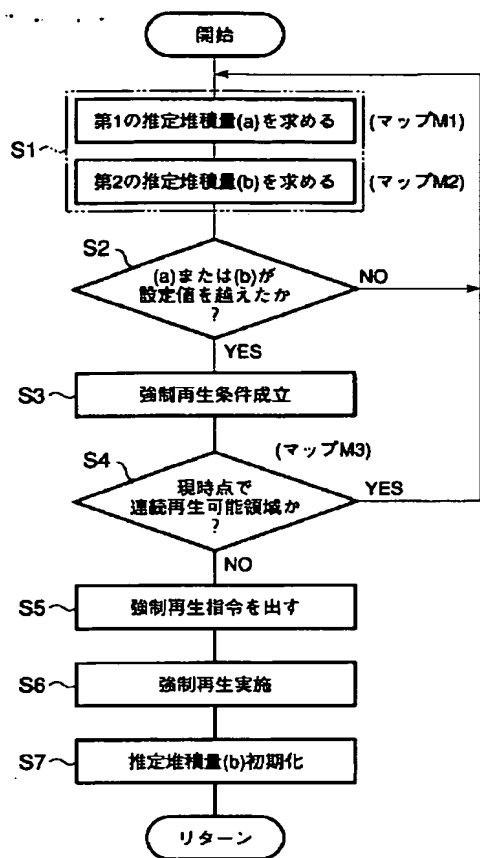 開始
第1の推定堆積量(a)を求める
(マップM1)
S1
第2の推定堆積量(b)を求める
(マップM2)
S2
(a)または(b)が
設定値を越えたか
?
NO
YES
S3
強制再生条件成立
(マップM3)
S4
現時点で
連続再生可能領域か
?
YES
NO
S5
強制再生指令を出す
S6
強制再生実施
S7
推定堆積量(b)初期化
リターン